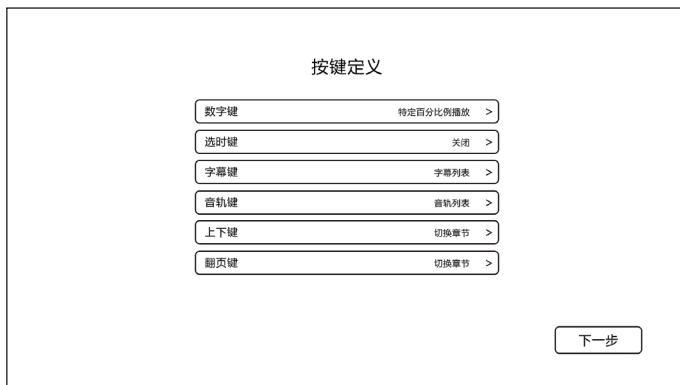 按键定义
数字键 特定百分比例播放 >
选时键 关闭 >
字幕键 字幕列表 >
音轨键 音轨列表 >
上下键 切换章节 >
翻页键 切换章节 >
下一步